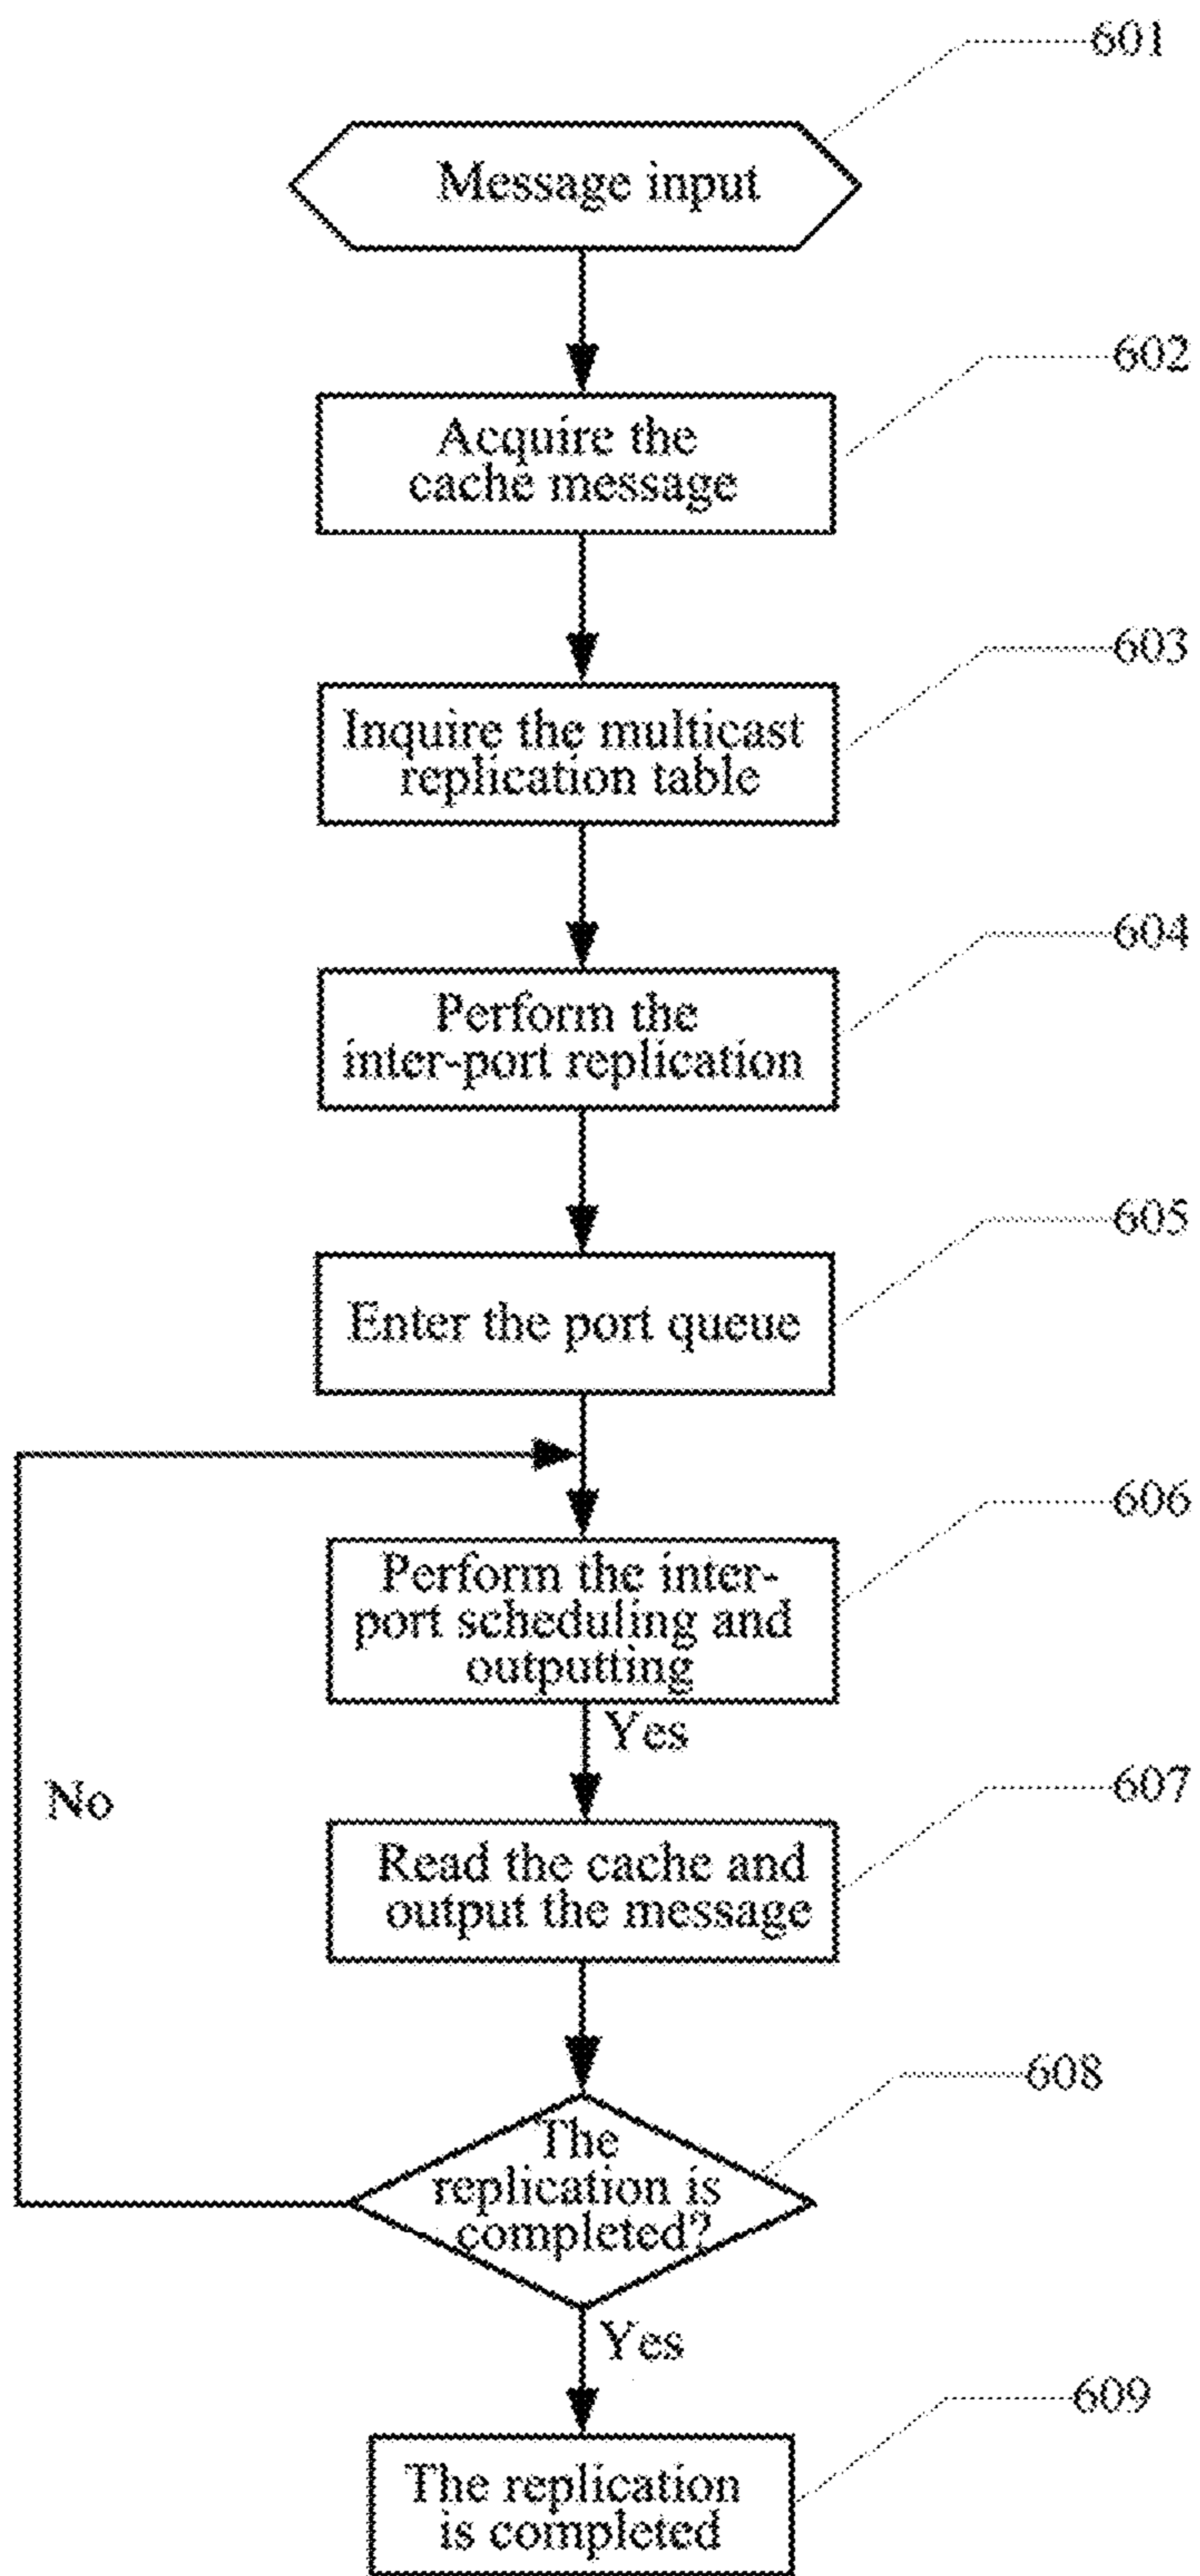 601
Message input
602
Acquire the
cache message
603
Inquire the multicast
replication table
604
Perform the
inter-port replication
605
Enter the port queue
606
Perform the inter-
port scheduling and
outputting
Yes
607
No
Read the cache and
output the message
608
The
replication is
completed?
Yes
609
The replication
is completed